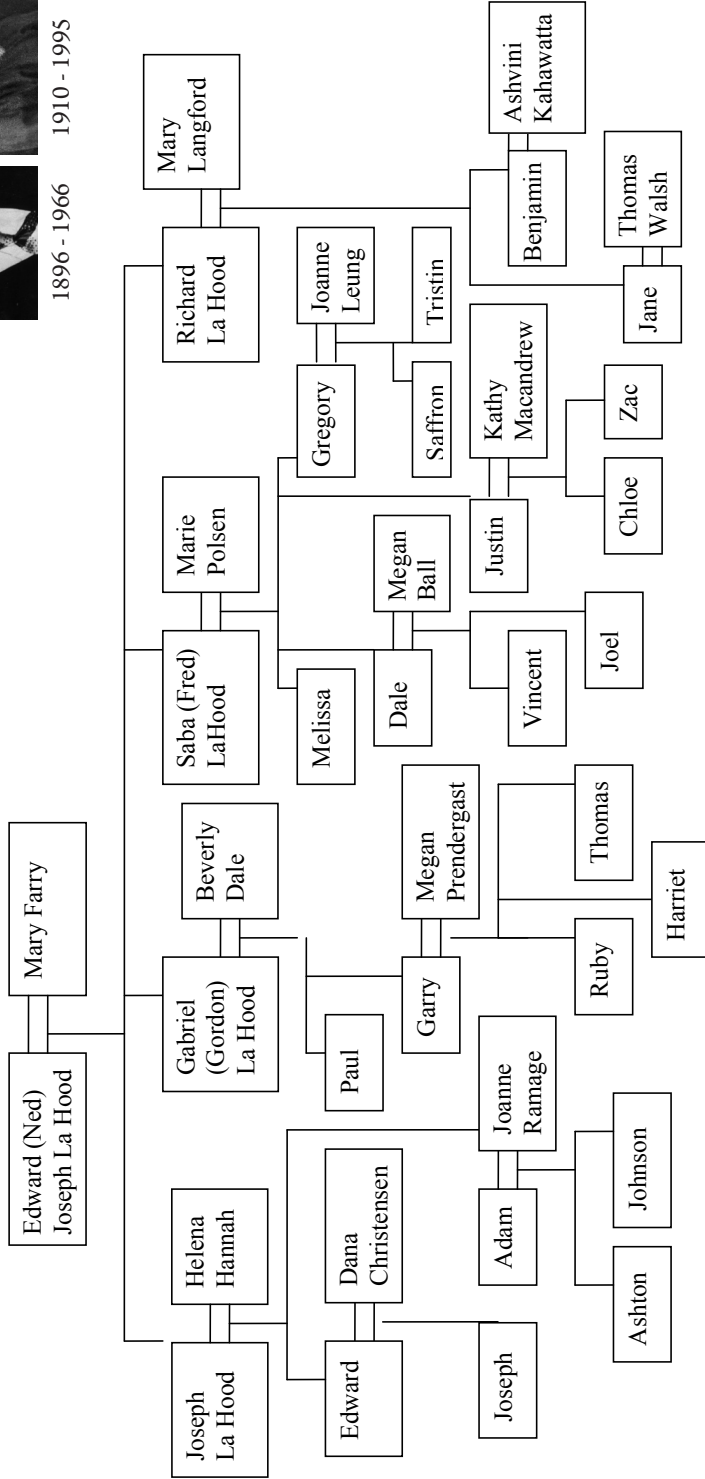 1896 - 1966
1910 - 1995
Edward (Ned)
Joseph La Hood
Mary Farry
Joseph
La Hood
Helena
Hannah
Gabriel
(Gordon)
La Hood
Beverly
Dale
Saba (Fred)
LaHood
Marie
Polsen
Richard
La Hood
Mary
Langford
Edward
Dana
Christensen
Paul
Melissa
Gregory
Joanne
Leung
Adam
Joanne
Ramage
Garry
Megan
Prendergast
Dale
Megan
Ball
Justin
Kathy
Macandrew
Saffron
Tristin
Benjamin
Ashvini
Kahawatta
Joseph
Vincent
Jane
Thomas
Walsh
Ashton
Johnson
Ruby
Thomas
Joel
Chloe
Zac
Harriet